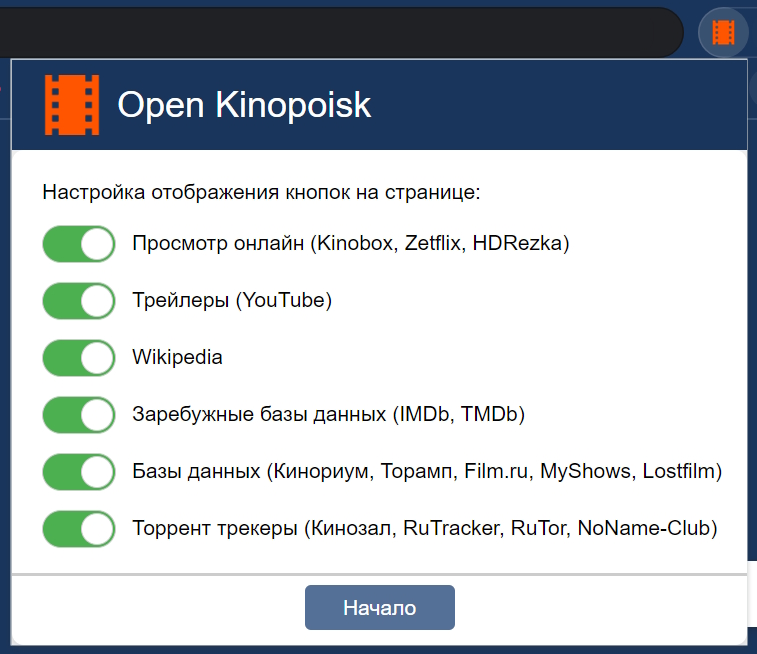 Open Kinopoisk
Настройка отображения кнопок на странице:
Просмотр онлайн (Kinobox, Zetflix, HDRezka)
Трейлеры (YouTube)
Wikipedia
Заребужные базы данных (IMDb, TMDb)
Базы данных (Кинориум, Торамп, Film.ru, MyShows, Lostfilm)
Торрент трекеры (Кинозал, RuTracker, RuTor, NoName-Club)
Начало